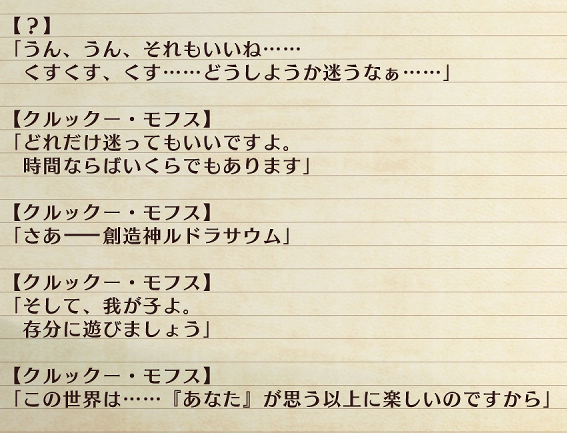 【？】
「うん、うん、それもいいね……
くすくす、くす……どうしようか迷うなぁ……」
【クルックー・モフス】
「どれだけ迷ってもいいですよ。
時間ならばいくらでもあります」
【クルックー・モフス】
「さあ――創造神ルドラサウム」
【クルックー・モフス】
「そして、我が子よ。
存分に遊びましょう」
【クルックー・モフス】
「この世界は……『あなた』が思う以上に楽しいのですから」